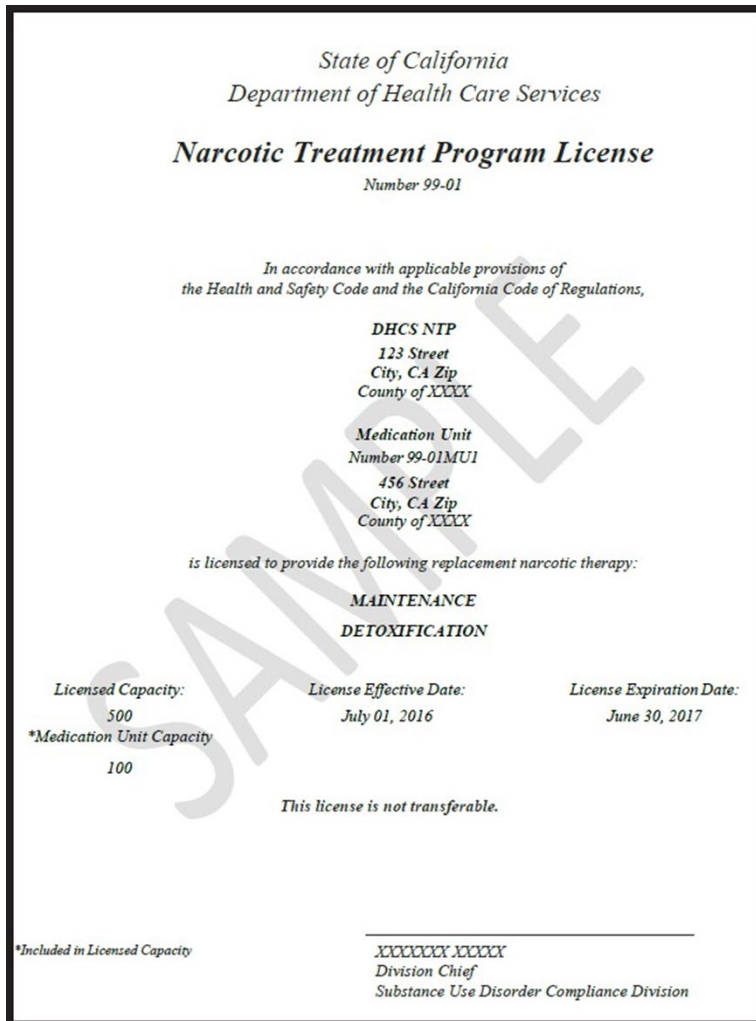 State of California
Department of Health Care Services
Narcotic Treatment Program License
Number 99-01
In accordance with applicable provisions of
the Health and Safety Code and the California Code of Regulations,
DHCS NTP
123 Street
City, CA Zip
County of XXXX
Medication Unit
Number 99-01MU1
456 Street
City, CA Zip
County of XXXX
is licensed to provide the following replacement narcotic therapy:
MAINTENANCE
DETOXIFICATION
Licensed Capacity: License Effective Date: License Expiration Date:
500 July 01, 2016 June 30, 2017
*Medication Unit Capacity
100
This license is not transferable.
*Included in Licensed Capacity XXXXXXX XXXXX
Division Chief
Substance Use Disorder Compliance Division
SAMPLE